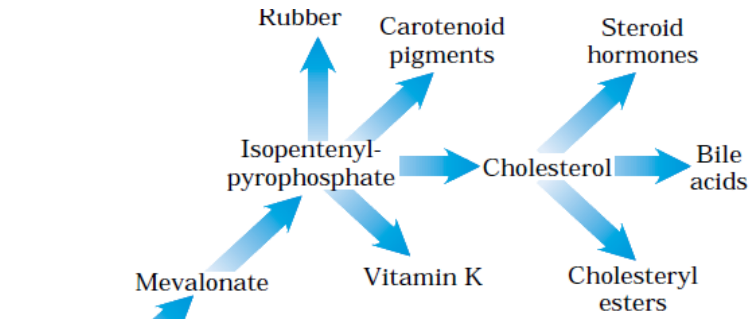 Rubber
Carotenoid
pigments
Steroid
hormones
Isopentenyl-
pyrophosphate
Cholesterol
Bile
acids
Mevalonate
Vitamin K
Cholesteryl
esters